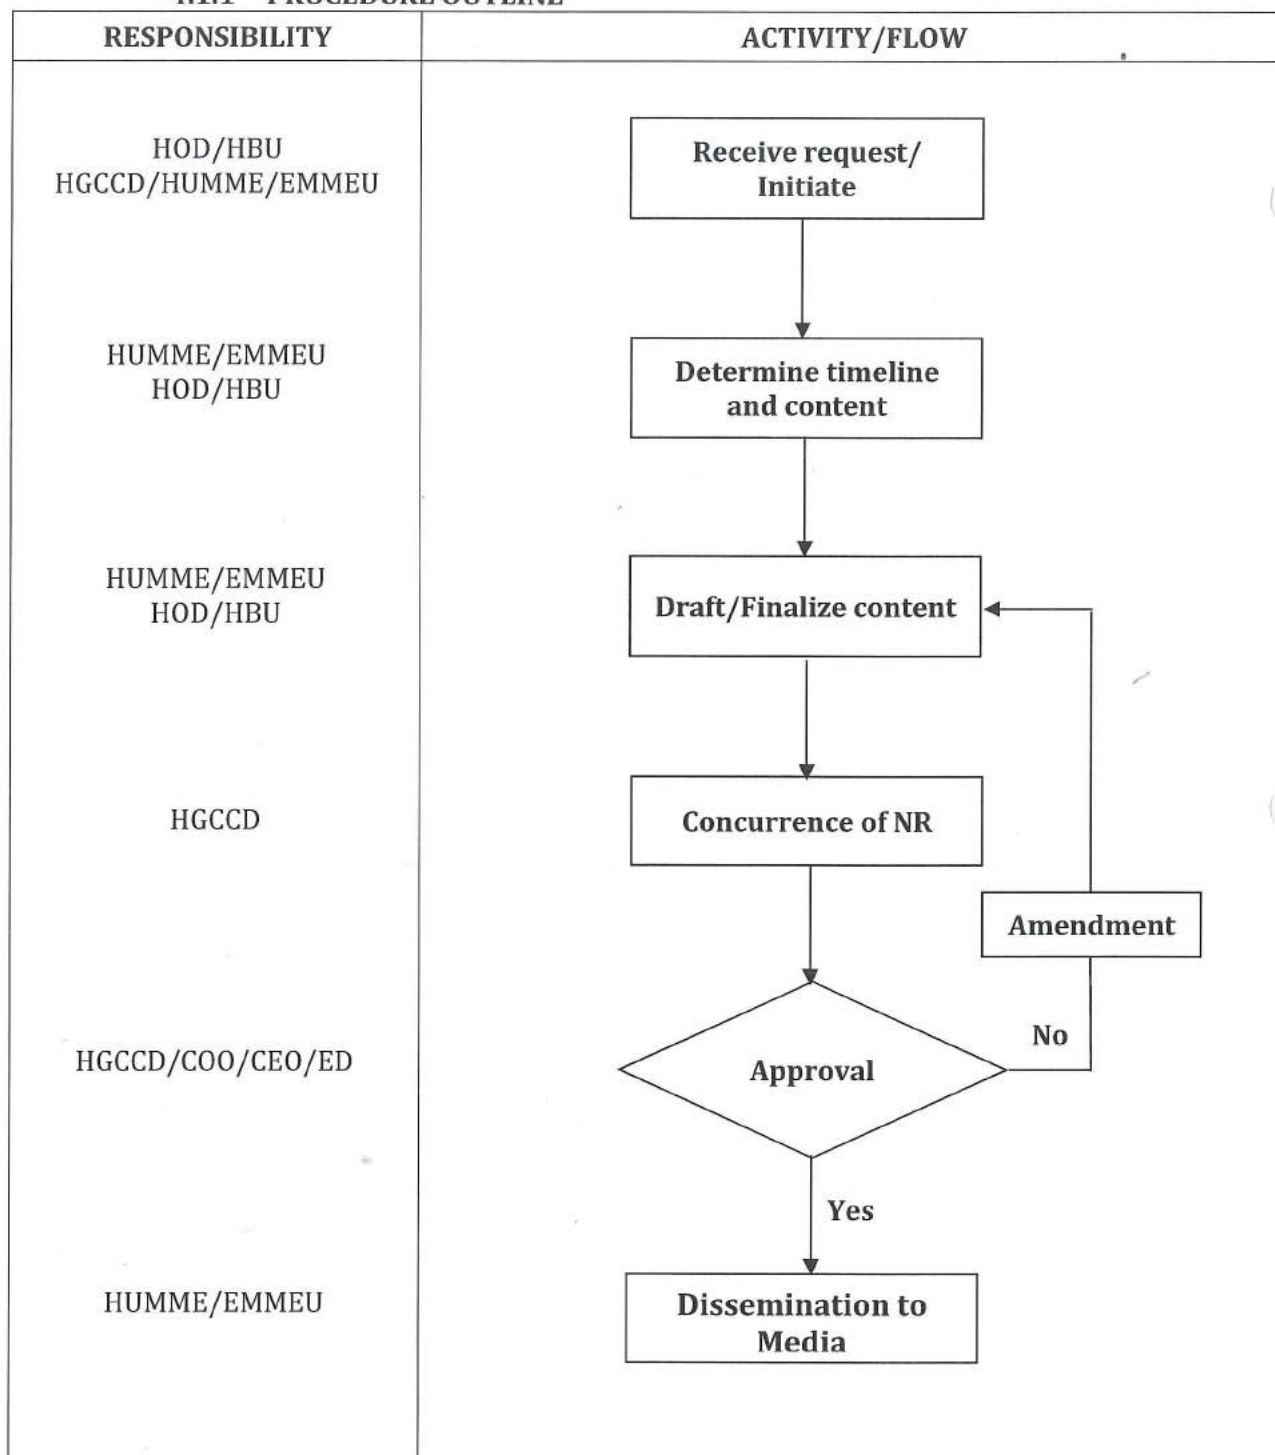 PROCEDURE OUTLINE
RESPONSIBILITY
ACTIVITY/FLOW
HOD/HBU
HGCCD/HUMME/EMMEU
Receive request/
Initiate
HUMME/EMMEU
HOD/HBU
Determine timeline
and content
HUMME/EMMEU
HOD/HBU
Draft/Finalize content
HGCCD
Concurrence of NR
Amendment
No
HGCCD/COO/CEO/ED
Approval
Yes
HUMME/EMMEU
Dissemination to
Media